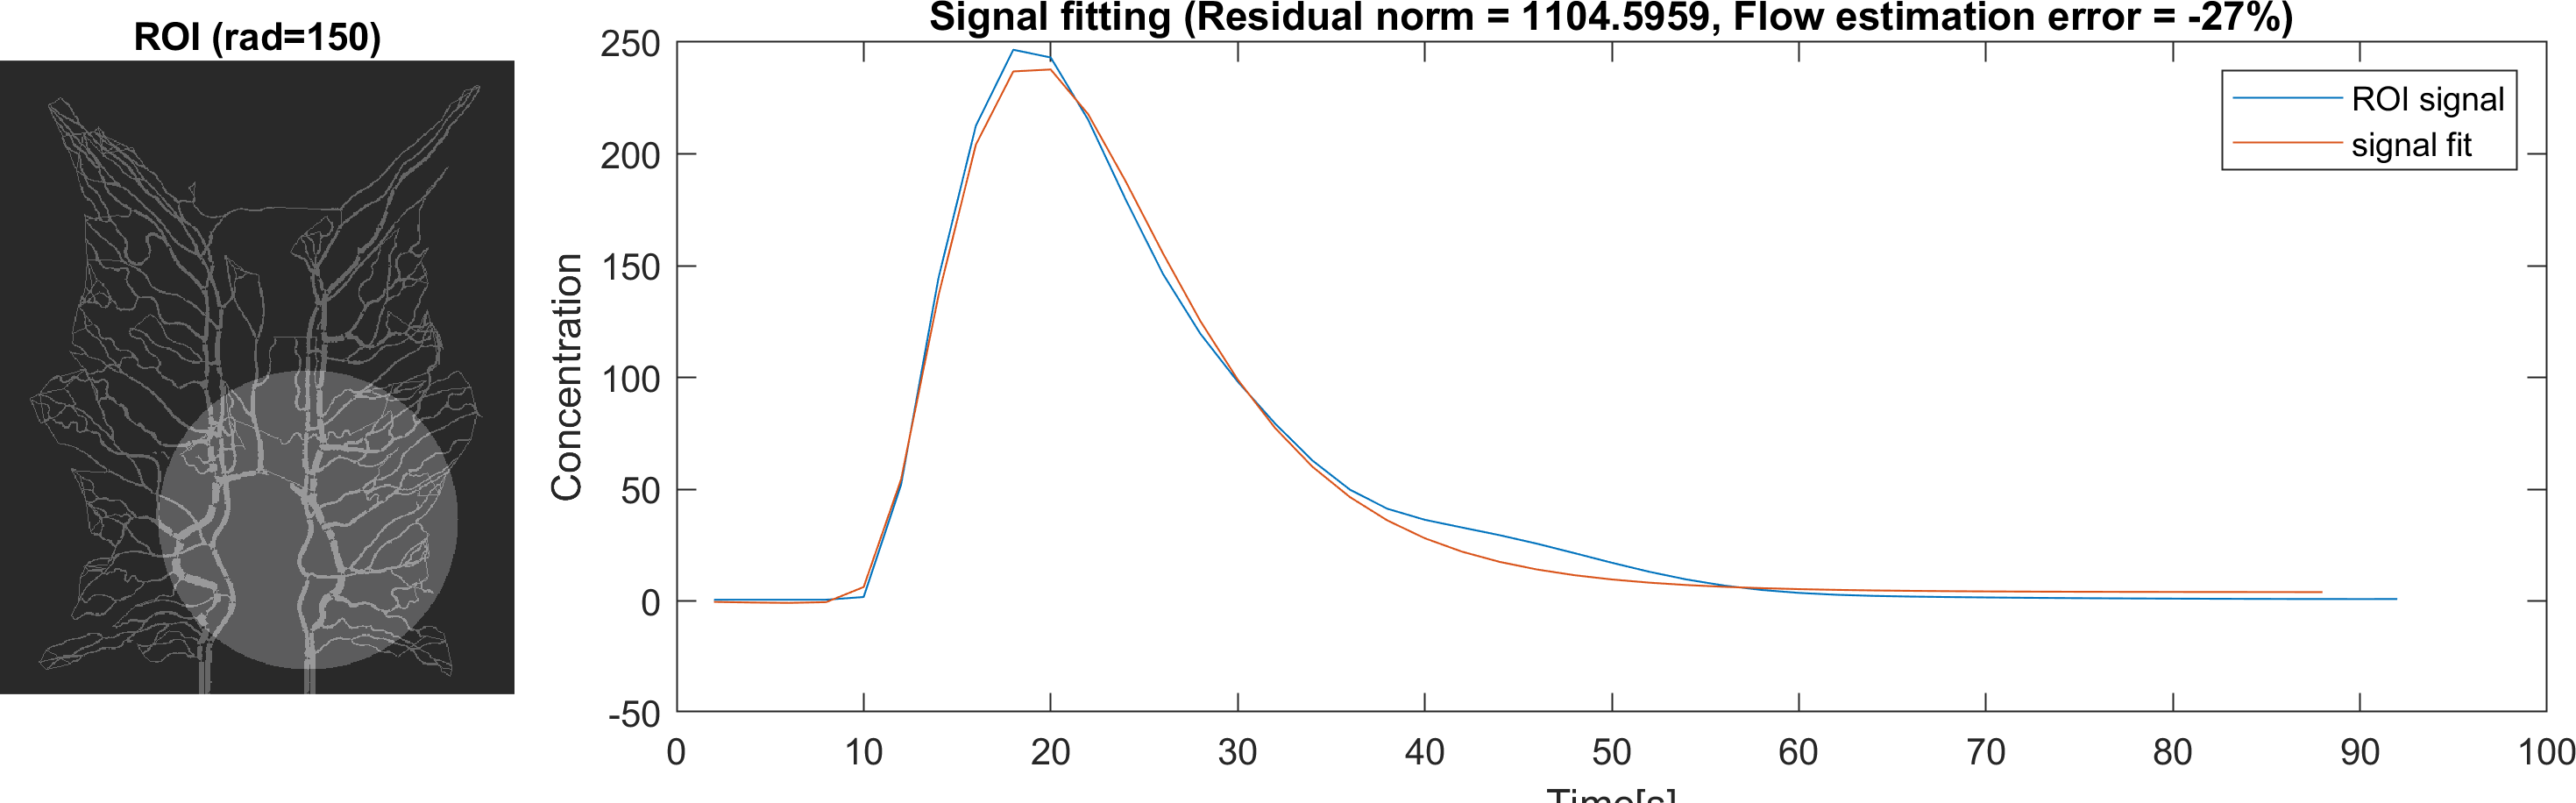 ROI (rad=150)
Signal fitting (Residual norm = 1104.5959, Flow estimation error = -27%)
250
200
150
100
50
0
-50
Concentration
ROI signal
signal fit
0 10 20 30 40 50 60 70 80 90 100
Time[s]